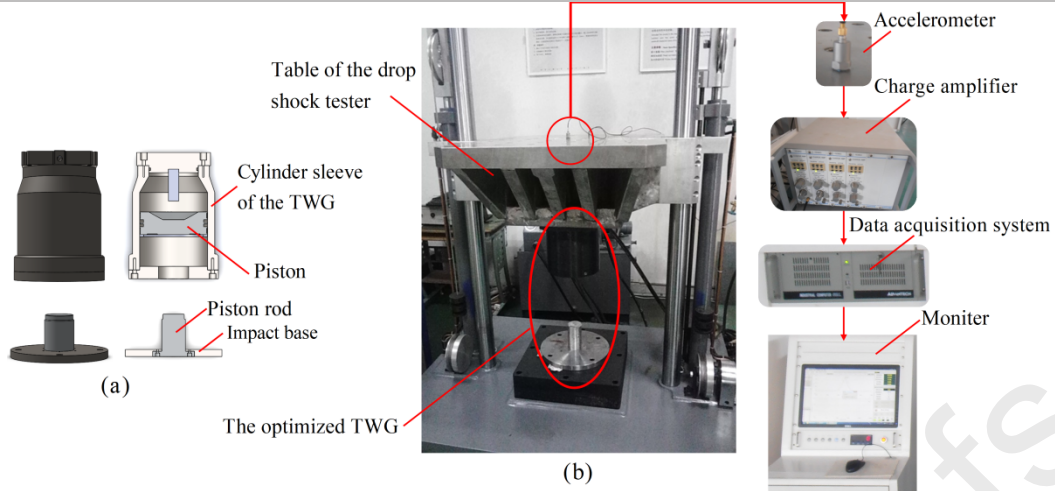 Accelerometer
Charge amplifier
Data acquisition system
Moniter
Table of the drop
shock tester
Cylinder sleeve
of the TWG
Piston
Piston rod
Impact base
(a)
The optimized TWG
(b)
fs